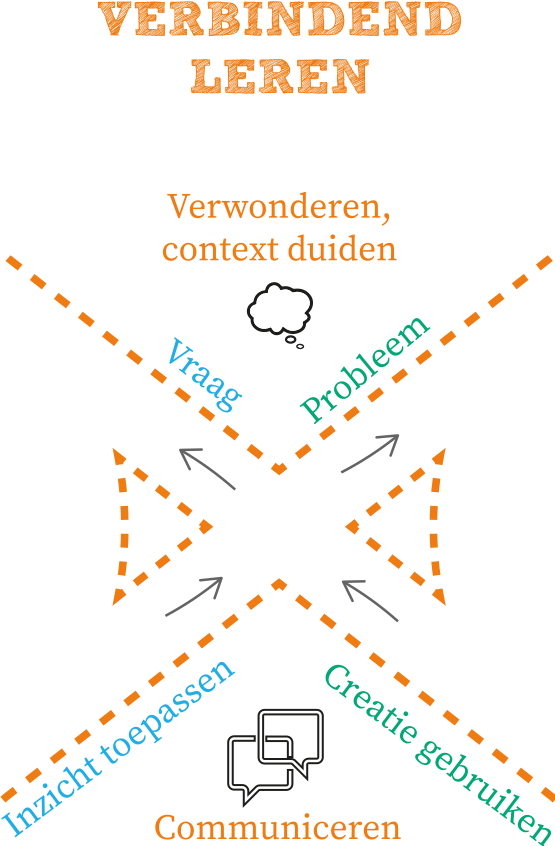 VERBINDEND
LEREN
Verwonderen,
context duiden
Vraag
Probleem
Inzicht toepassen
Creatie gebruiken
Communiceren